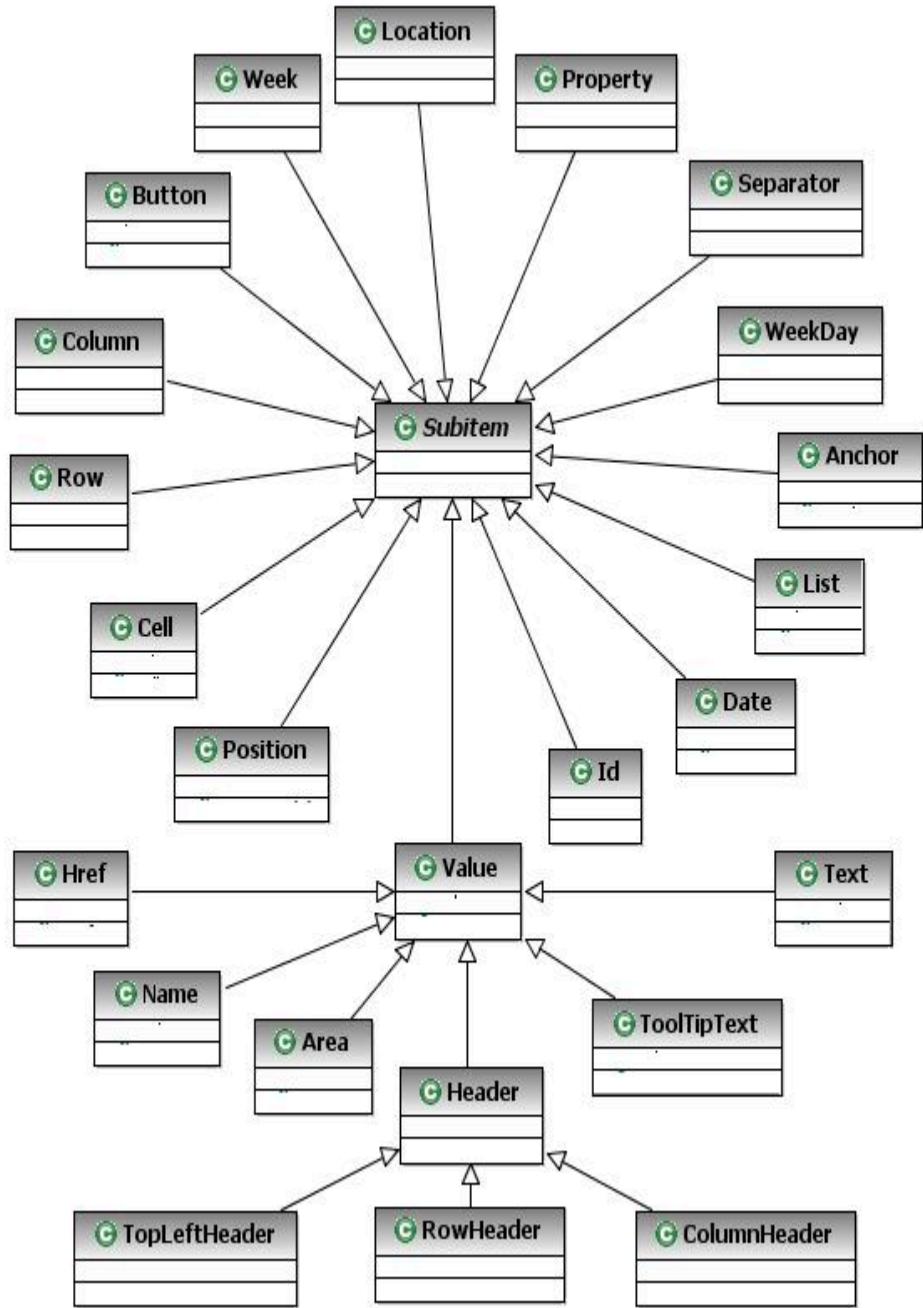 Location
Week
Property
Button
Separator
Column
WeekDay
Subitem
Row
Anchor
List
Cell
Date
Position
Id
Href
Value
Text
Name
ToolTipText
Area
Header
TopLeftHeader
RowHeader
ColumnHeader